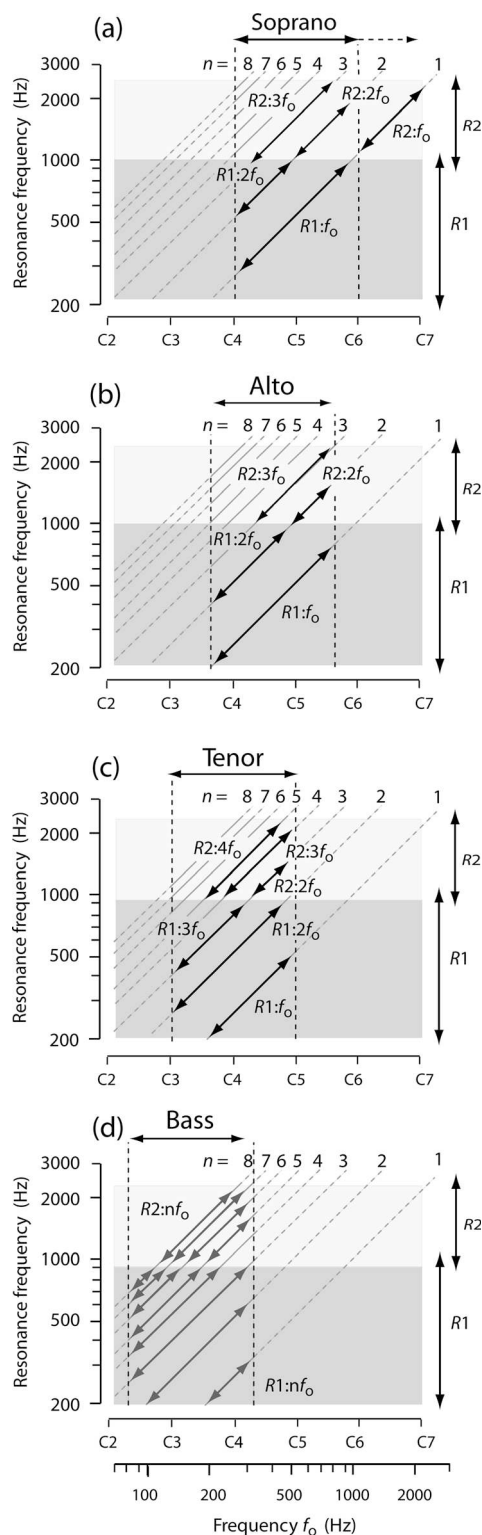 (a) Soprano
n = 8 7 6 5 4 3 2 1
3000
2000
1000
500
200
Resonance frequency (Hz)
R2:3fₒ
R2:2fₒ
R2:fₒ
R1:2fₒ
R1:fₒ
R2
R1
C2 C3 C4 C5 C6 C7
(b) Alto
n = 8 7 6 5 4 3 2 1
3000
2000
1000
500
200
Resonance frequency (Hz)
R2:3fₒ
R2:2fₒ
R1:2fₒ
R1:fₒ
R2
R1
C2 C3 C4 C5 C6 C7
(c) Tenor
n = 8 7 6 5 4 3 2 1
3000
2000
1000
500
200
Resonance frequency (Hz)
R2:4fₒ
R2:3fₒ
R2:2fₒ
R1:3fₒ
R1:2fₒ
R1:fₒ
R2
R1
C2 C3 C4 C5 C6 C7
(d) Bass
n = 8 7 6 5 4 3 2 1
3000
2000
1000
500
200
Resonance frequency (Hz)
R2:nfₒ
R1:nfₒ
R2
R1
C2 C3 C4 C5 C6 C7
100 200 500 1000 2000
Frequency fₒ (Hz)